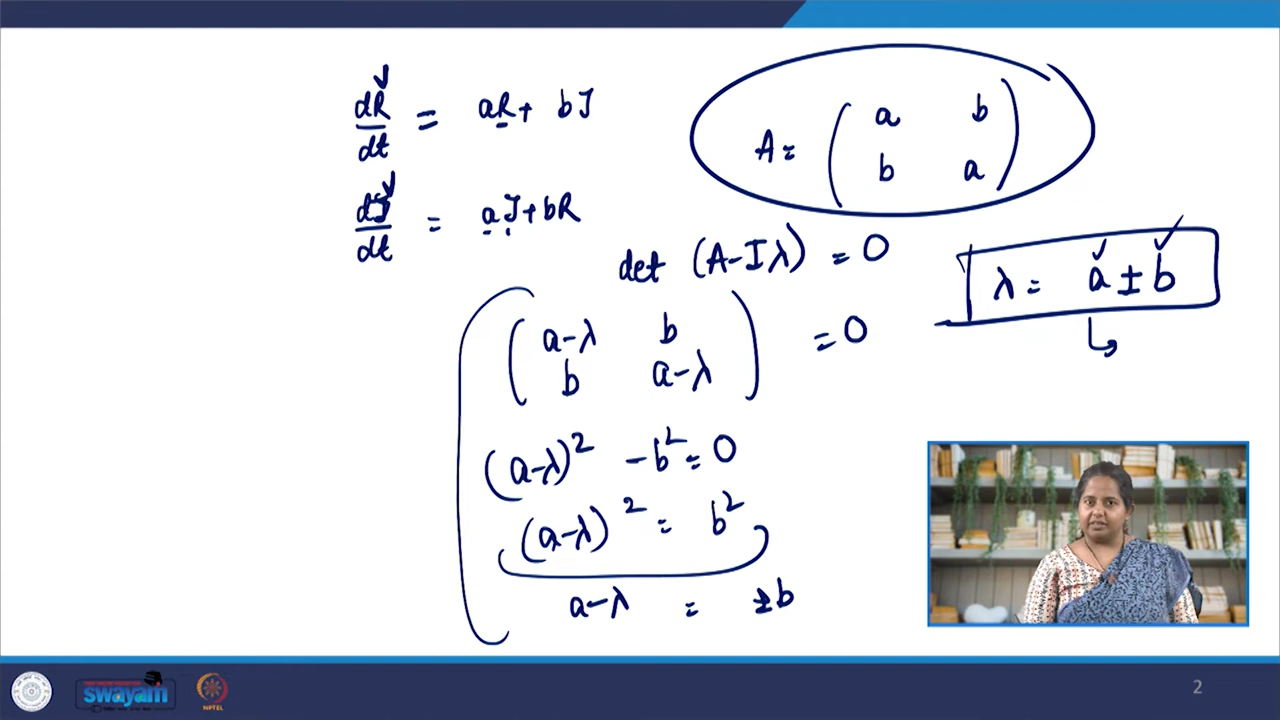 dR/dt = aR + bJ
A = ( a b
b a )
dJ/dt = aJ + bR
det (A-Iλ) = 0
λ = a ± b
( a-λ b
b a-λ ) = 0
(a-λ)² - b² = 0
(a-λ)² = b²
a-λ = ±b
2
swayam
NPTEL